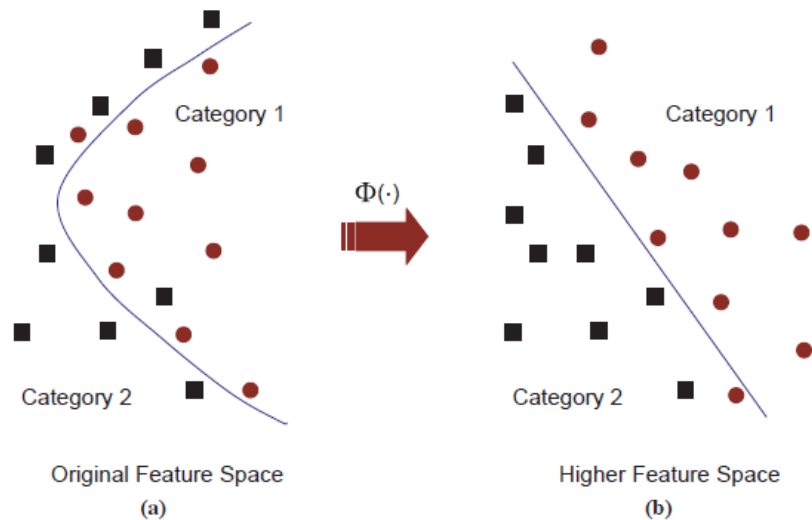 Category 1
Category 2
Original Feature Space
(a)
Φ(·)
Category 1
Category 2
Higher Feature Space
(b)